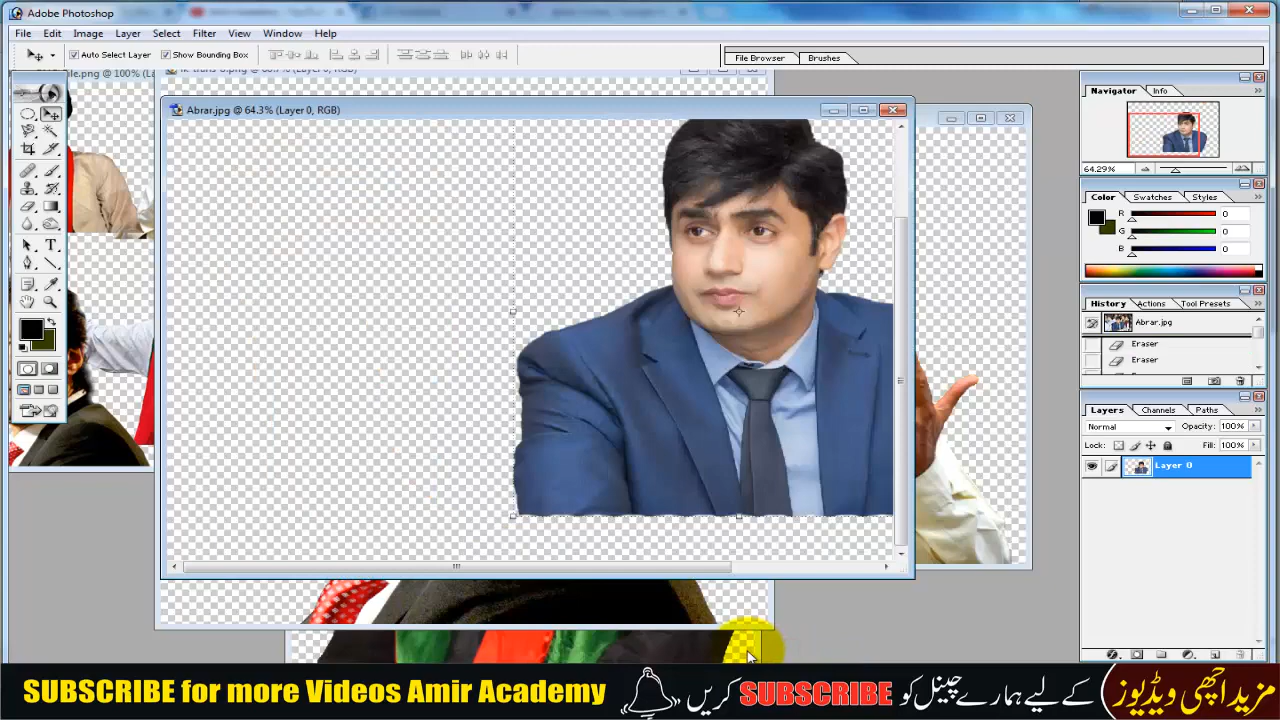 Adobe Photoshop
File Edit Image Layer Select Filter View Window Help
Auto Select Layer Show Bounding Box
File Browser Brushes
Abrar.jpg @ 64.3% (Layer 0, RGB)
Navigator Info
64.29%
Color Swatches Styles
R 0
G 0
B 0
History Actions Tool Presets
Abrar.jpg
Eraser
Eraser
Layers Channels Paths
Normal Opacity: 100%
Lock: Fill: 100%
Layer 0
SUBSCRIBE for more Videos Amir Academy
مزید اچھی ویڈیوز کے لیے ہمارے چینل کو SUBSCRIBE کریں